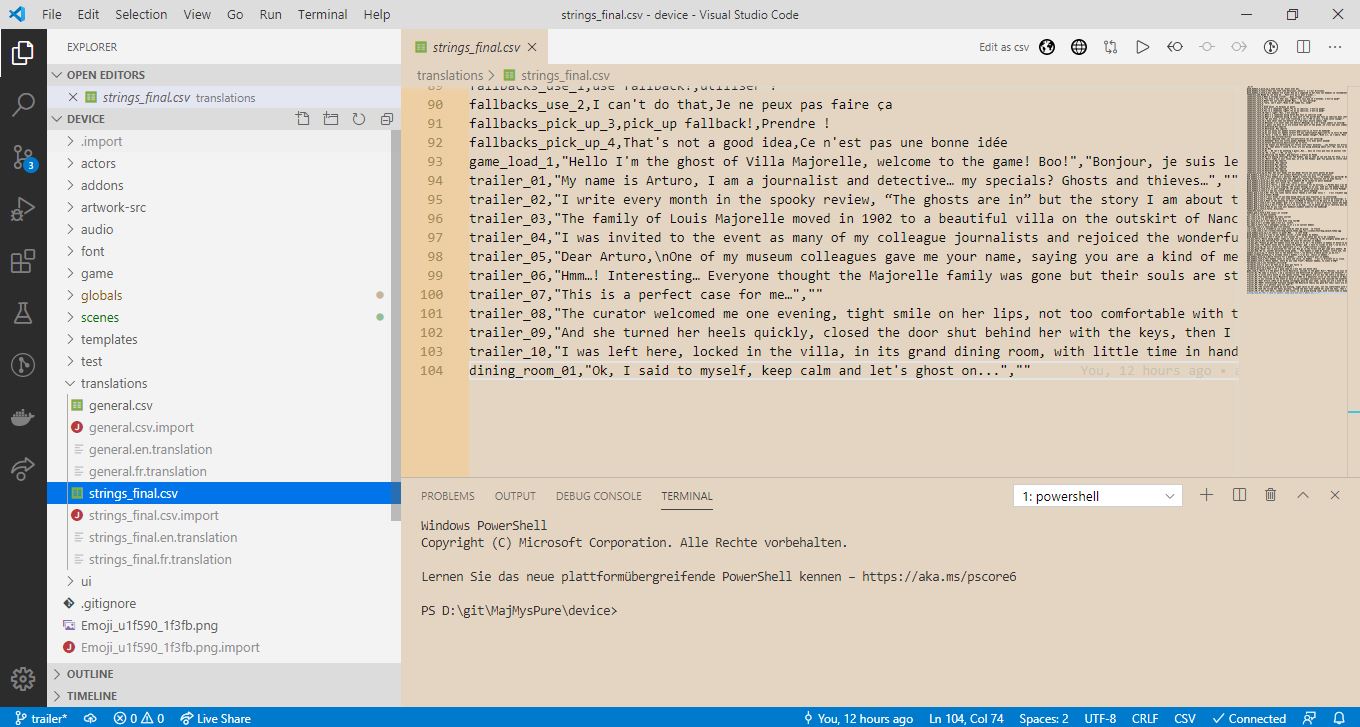 File Edit Selection View Go Run Terminal Help
strings_final.csv - device - Visual Studio Code
EXPLORER
OPEN EDITORS
strings_final.csv translations
DEVICE
.import
actors
addons
artwork-src
audio
font
game
globals
scenes
templates
test
translations
general.csv
general.csv.import
general.en.translation
general.fr.translation
strings_final.csv
strings_final.csv.import
strings_final.en.translation
strings_final.fr.translation
ui
.gitignore
Emoji_u1f590_1f3fb.png
Emoji_u1f590_1f3fb.png.import
OUTLINE
TIMELINE
3
strings_final.csv
Edit as csv
translations > strings_final.csv
89 fallbacks_use_1,use fallback!,utiliser !
90 fallbacks_use_2,I can't do that,Je ne peux pas faire ça
91 fallbacks_pick_up_3,pick_up fallback!,Prendre !
92 fallbacks_pick_up_4,That's not a good idea,Ce n'est pas une bonne idée
93 game_load_1,"Hello I'm the ghost of Villa Majorelle, welcome to the game! Boo!","Bonjour, je suis le
94 trailer_01,"My name is Arturo, I am a journalist and detective… my specials? Ghosts and thieves…",""
95 trailer_02,"I write every month in the spooky review, “The ghosts are in” but the story I am about t
96 trailer_03,"The family of Louis Majorelle moved in 1902 to a beautiful villa on the outskirt of Nanc
97 trailer_04,"I was invited to the event as many of my colleague journalists and rejoiced the wonderfu
98 trailer_05,"Dear Arturo,\nOne of my museum colleagues gave me your name, saying you are a kind of me
99 trailer_06,"Hmm…! Interesting… Everyone thought the Majorelle family was gone but their souls are st
100 trailer_07,"This is a perfect case for me…",""
101 trailer_08,"The curator welcomed me one evening, tight smile on her lips, not too comfortable with t
102 trailer_09,"And she turned her heels quickly, closed the door shut behind her with the keys, then I
103 trailer_10,"I was left here, locked in the villa, in its grand dining room, with little time in hand
104 dining_room_01,"Ok, I said to myself, keep calm and let's ghost on...","" You, 12 hours ago • a
PROBLEMS OUTPUT DEBUG CONSOLE TERMINAL
1: powershell
Windows PowerShell
Copyright (C) Microsoft Corporation. Alle Rechte vorbehalten.
Lernen Sie das neue plattformübergreifende PowerShell kennen – https://aka.ms/pscore6
PS D:\git\MajMysPure\device>
trailer* 0 0 Live Share
You, 12 hours ago Ln 104, Col 74 Spaces: 2 UTF-8 CRLF CSV Connected